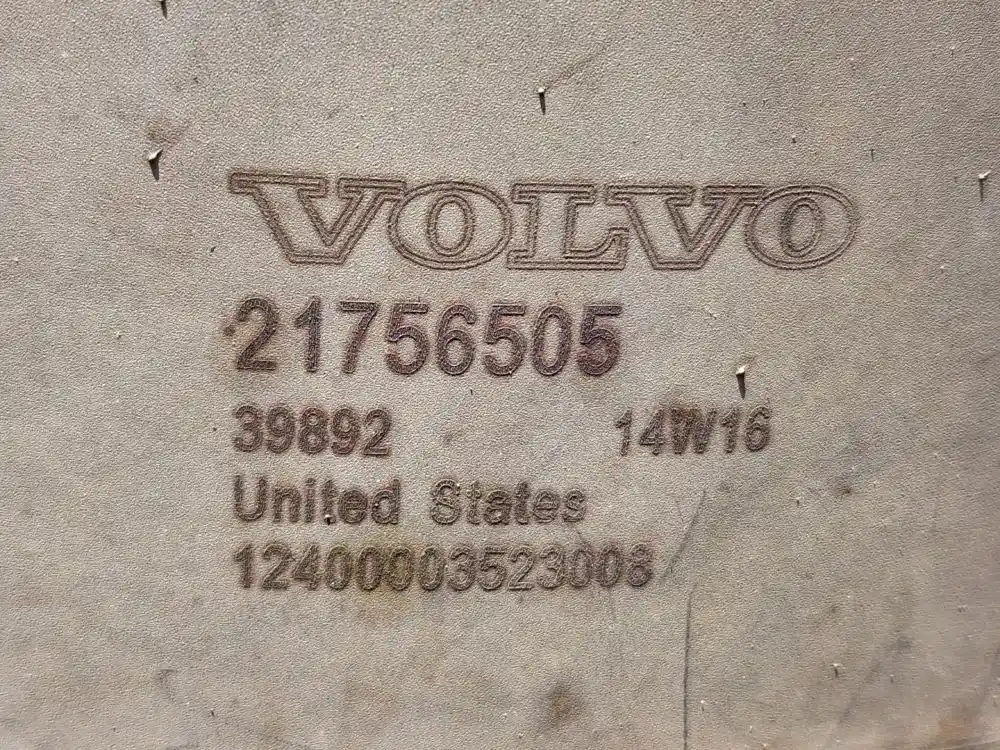 VOLVO
21756505
39892 14W16
United States
12400003523008